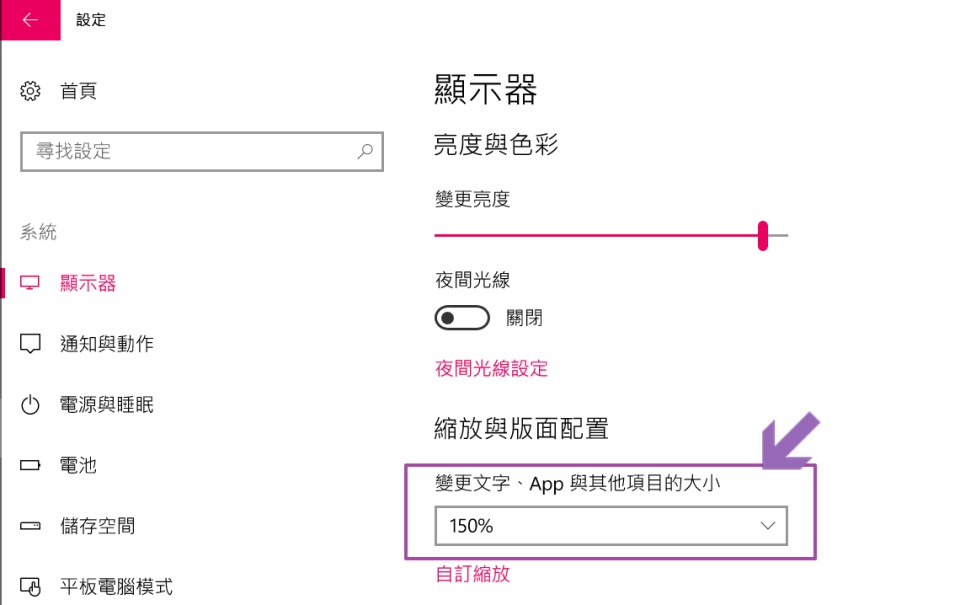 設定
首頁
尋找設定
系統
顯示器
通知與動作
電源與睡眠
電池
儲存空間
平板電腦模式
顯示器
亮度與色彩
變更亮度
夜間光線
關閉
夜間光線設定
縮放與版面配置
變更文字、App 與其他項目的大小
150%
自訂縮放